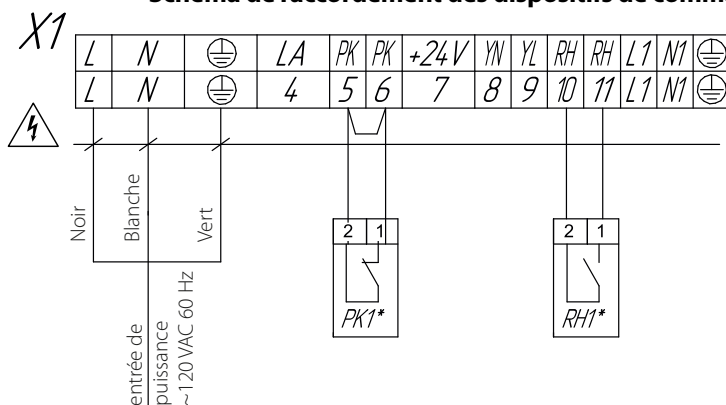 Schéma de raccordement des dispositifs de comm
X1
L N LA PK PK +24V YN YL RH RH L1 N1
L N 4 5 6 7 8 9 10 11 L1 N1
Noir
Blanche
Vert
2 1
PK1*
2 1
RH1*
entrée de
puissance
~120 VAC 60 Hz